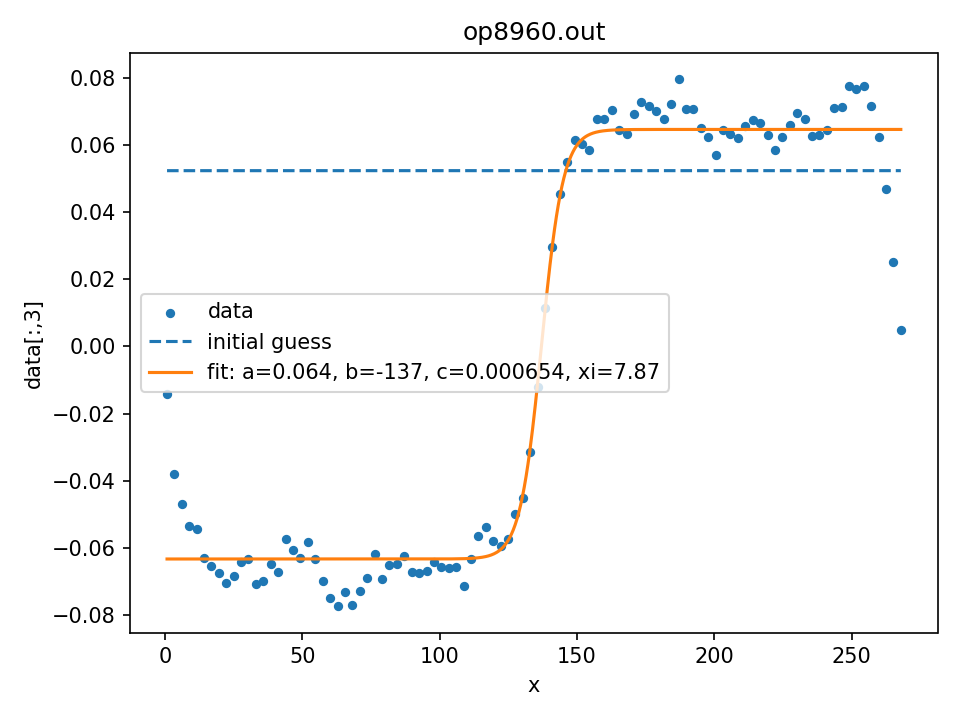 op8960.out
0.08
0.06
0.04
0.02
0.00
−0.02
−0.04
−0.06
−0.08
data[:,3]
data
initial guess
fit: a=0.064, b=-137, c=0.000654, xi=7.87
0 50 100 150 200 250
x